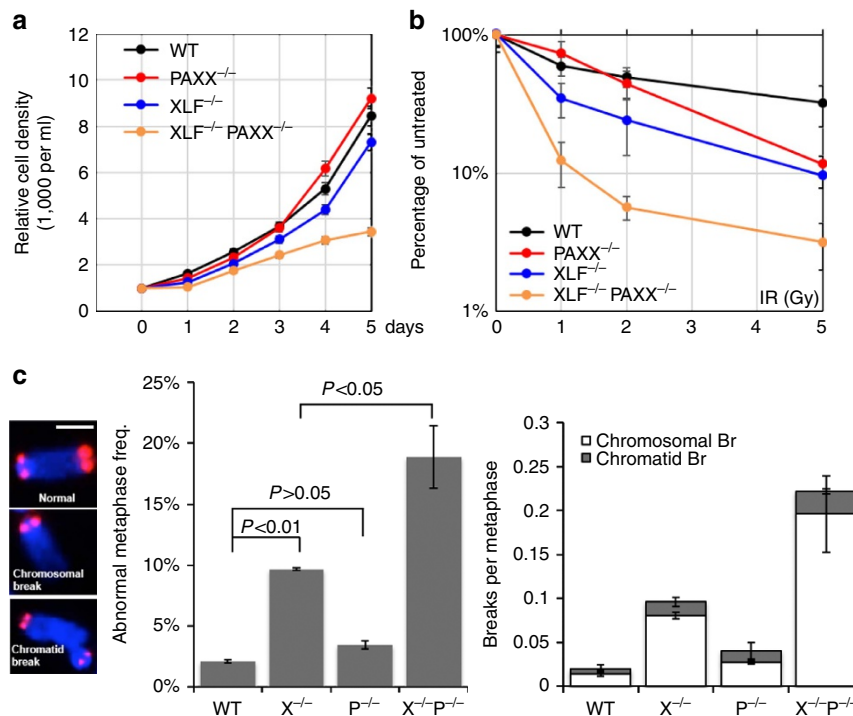 a
12
10
8
6
4
2
0
Relative cell density
(1,000 per ml)
WT
PAXX–/–
XLF–/–
XLF–/– PAXX–/–
0 1 2 3 4 5 days
b
100%
10%
1%
Percentage of untreated
WT
PAXX–/–
XLF–/–
XLF–/– PAXX–/–
IR (Gy)
0 1 2 3 4 5
c
Normal
Chromosomal
break
Chromatid
break
Abnormal metaphase freq.
25%
20%
15%
10%
5%
0%
P<0.05
P>0.05
P<0.01
WT X–/– P–/– X–/–P–/–
Breaks per metaphase
0.3
0.25
0.2
0.15
0.1
0.05
0
Chromosomal Br
Chromatid Br
WT X–/– P–/– X–/–P–/–